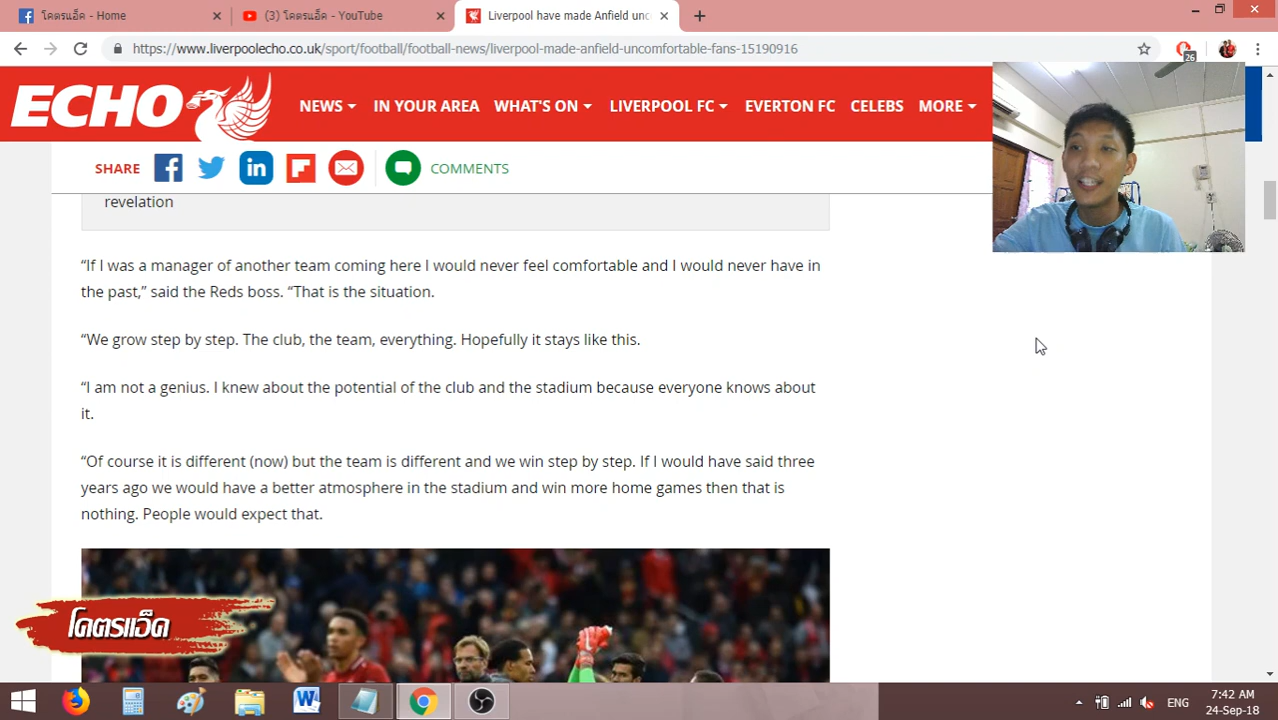 โคตรแอ็ด - Home
(3) โคตรแอ็ด - YouTube
Liverpool have made Anfield unc
https://www.liverpoolecho.co.uk/sport/football/football-news/liverpool-made-anfield-uncomfortable-fans-15190916
26
ECHO
NEWS
IN YOUR AREA
WHAT'S ON
LIVERPOOL FC
EVERTON FC
CELEBS
MORE
SHARE
COMMENTS
revelation
“If I was a manager of another team coming here I would never feel comfortable and I would never have in
the past,” said the Reds boss. “That is the situation.
“We grow step by step. The club, the team, everything. Hopefully it stays like this.
“I am not a genius. I knew about the potential of the club and the stadium because everyone knows about
it.
“Of course it is different (now) but the team is different and we win step by step. If I would have said three
years ago we would have a better atmosphere in the stadium and win more home games then that is
nothing. People would expect that.
โคตรแอ็ด
ENG
7:42 AM
24-Sep-18